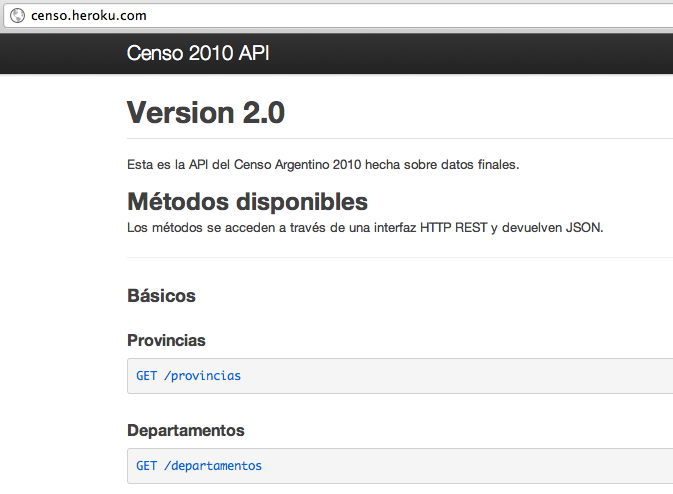 censo.heroku.com
Censo 2010 API
Version 2.0
Esta es la API del Censo Argentino 2010 hecha sobre datos finales.
Métodos disponibles
Los métodos se acceden a través de una interfaz HTTP REST y devuelven JSON.
Básicos
Provincias
GET /provincias
Departamentos
GET /departamentos